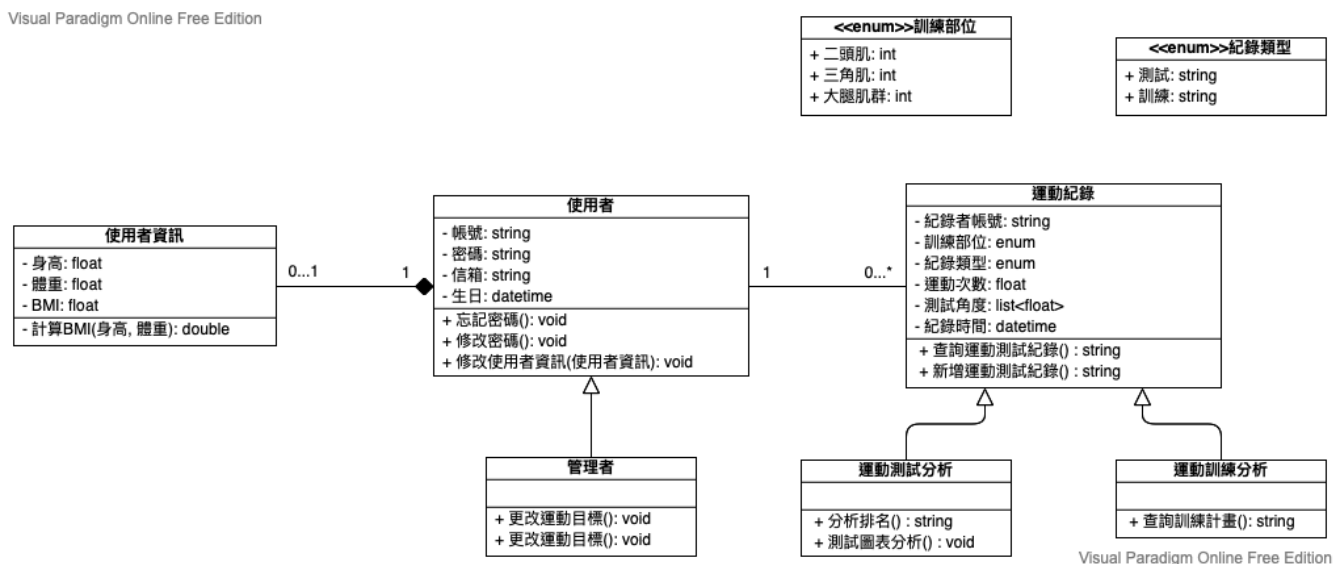 Visual Paradigm Online Free Edition
<<enum>>訓練部位
+ 二頭肌: int
+ 三角肌: int
+ 大腿肌群: int
<<enum>>紀錄類型
+ 測試: string
+ 訓練: string
使用者資訊
- 身高: float
- 體重: float
- BMI: float
- 計算BMI(身高, 體重): double
0...1
1
使用者
- 帳號: string
- 密碼: string
- 信箱: string
- 生日: datetime
+ 忘記密碼(): void
+ 修改密碼(): void
+ 修改使用者資訊(使用者資訊): void
1
0...*
運動紀錄
- 紀錄者帳號: string
- 訓練部位: enum
- 紀錄類型: enum
- 運動次數: float
- 測試角度: list<float>
- 紀錄時間: datetime
+ 查詢運動測試紀錄() : string
+ 新增運動測試紀錄() : string
管理者
+ 更改運動目標(): void
+ 更改運動目標(): void
運動測試分析
+ 分析排名() : string
+ 測試圖表分析() : void
運動訓練分析
+ 查詢訓練計畫(): string
Visual Paradigm Online Free Edition